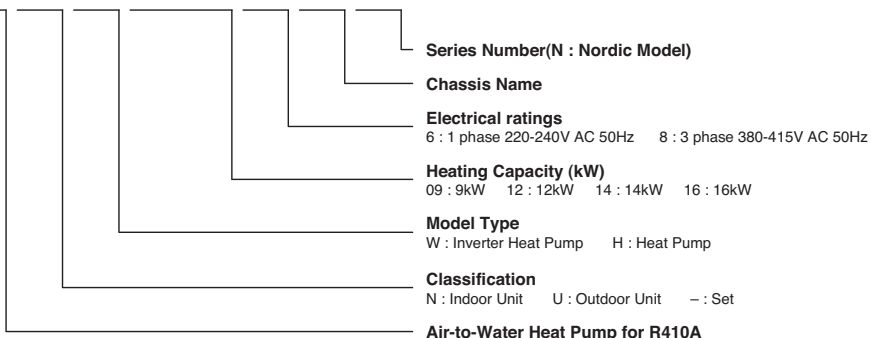 Series Number(N : Nordic Model)
Chassis Name
Electrical ratings
6 : 1 phase 220-240V AC 50Hz 8 : 3 phase 380-415V AC 50Hz
Heating Capacity (kW)
09 : 9kW 12 : 12kW 14 : 14kW 16 : 16kW
Model Type
W : Inverter Heat Pump H : Heat Pump
Classification
N : Indoor Unit U : Outdoor Unit – : Set
Air-to-Water Heat Pump for R410A